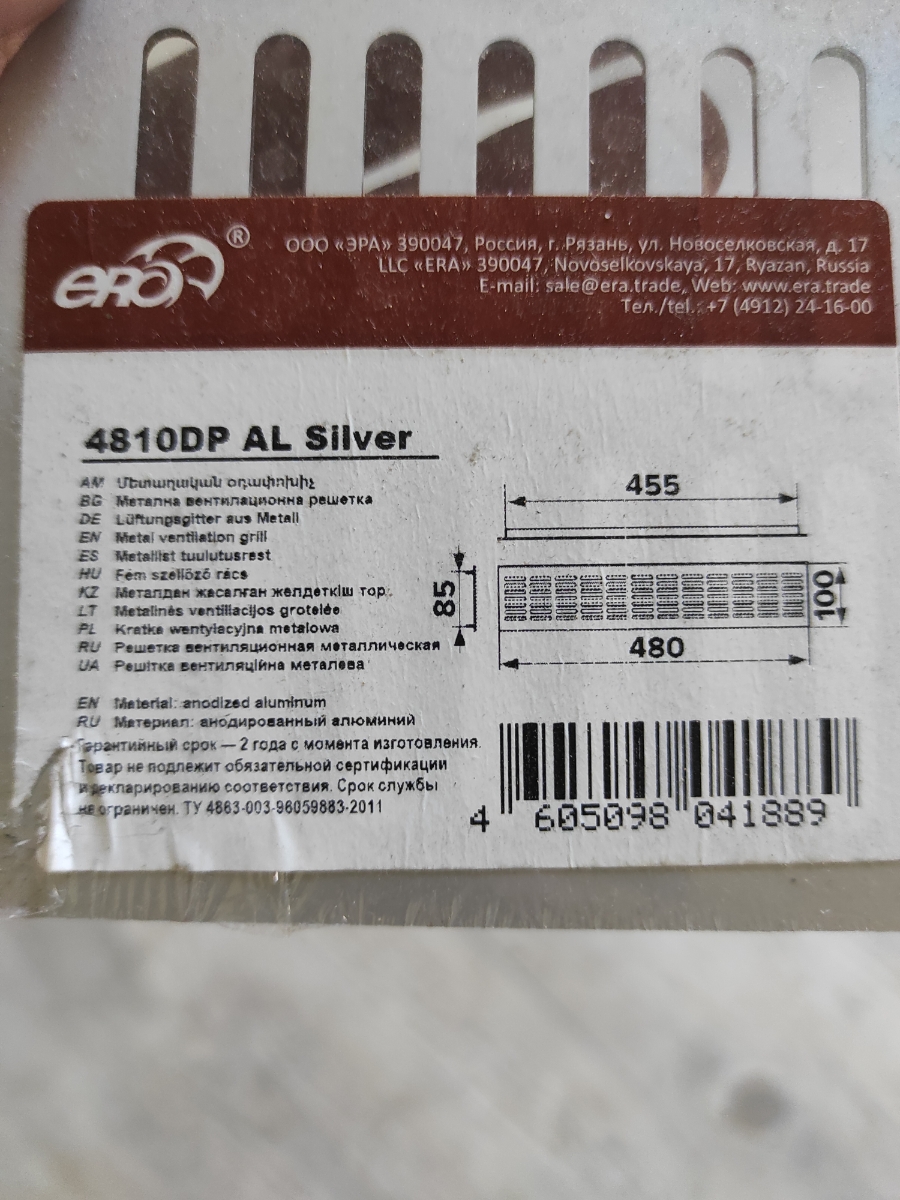 era®
ООО «ЭРА» 390047, Россия, г. Рязань, ул. Новоселковская, д. 17
LLC «ERA» 390047, Novoselkovskaya, 17, Ryazan, Russia
E-mail: sale@era.trade, Web: www.era.trade
Тел./tel.: +7 (4912) 24-16-00
4810DP AL Silver
AM Մետաղական օդափոխիչ
BG Метална вентилационна решетка
DE Lüftungsgitter aus Metall
EN Metal ventilation grill
ES Metallist tuulutusrest
HU Fém szellőző rács
KZ Металдан жасалған желдеткіш тор.
LT Metalinės ventiliacijos grotelės
PL Kratka wentylacyjna metalowa
RU Решетка вентиляционная металлическая
UA Решітка вентиляційна металева
455
85
100
480
EN Material: anodized aluminum
RU Материал: анодированный алюминий
Гарантийный срок — 2 года с момента изготовления.
Товар не подлежит обязательной сертификации
и декларированию соответствия. Срок службы
не ограничен. ТУ 4863-003-96059883-2011
4 605098 041889